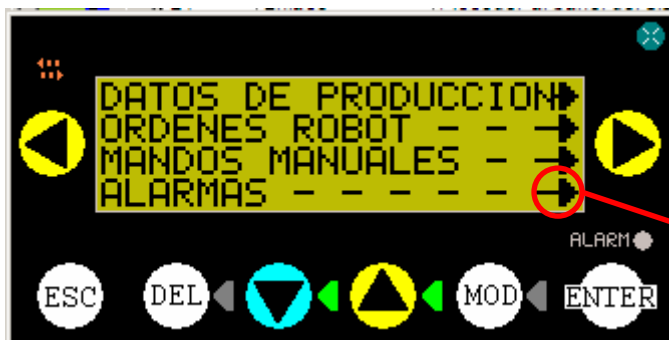 DATOS DE PRODUCCION
ORDENES ROBOT - - -
MANDOS MANUALES - -
ALARMAS - - - - - -
ALARM
ESC DEL MOD ENTER